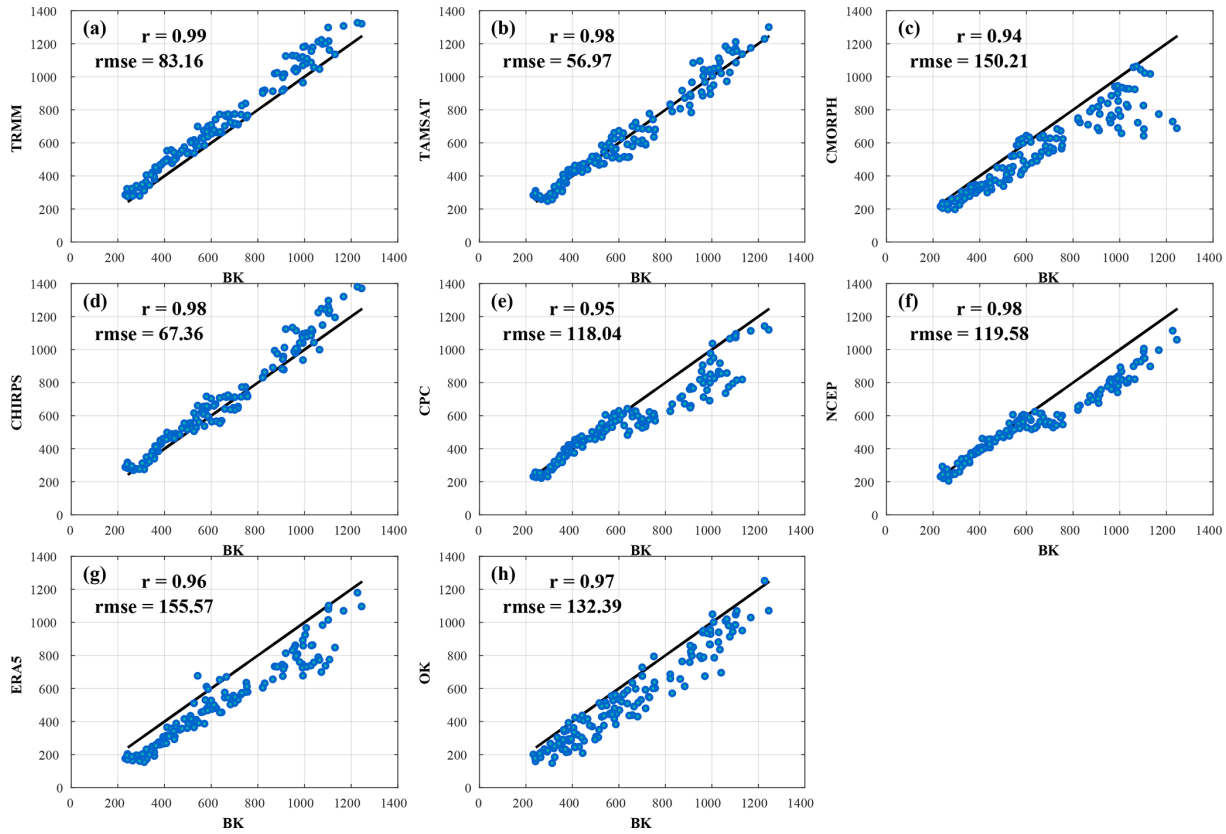 (a)
r = 0.99
rmse = 83.16
TRMM
1400
1200
1000
800
600
400
200
0
0 200 400 600 800 1000 1200 1400
BK
(b)
r = 0.98
rmse = 56.97
TAMSAT
1400
1200
1000
800
600
400
200
0
0 200 400 600 800 1000 1200 1400
BK
(c)
r = 0.94
rmse = 150.21
CMORPH
1400
1200
1000
800
600
400
200
0
0 200 400 600 800 1000 1200 1400
BK
(d)
r = 0.98
rmse = 67.36
CHIRPS
1400
1200
1000
800
600
400
200
0
0 200 400 600 800 1000 1200 1400
BK
(e)
r = 0.95
rmse = 118.04
CPC
1400
1200
1000
800
600
400
200
0
0 200 400 600 800 1000 1200 1400
BK
(f)
r = 0.98
rmse = 119.58
NCEP
1400
1200
1000
800
600
400
200
0
0 200 400 600 800 1000 1200 1400
BK
(g)
r = 0.96
rmse = 155.57
ERA5
1400
1200
1000
800
600
400
200
0
0 200 400 600 800 1000 1200 1400
BK
(h)
r = 0.97
rmse = 132.39
OK
1400
1200
1000
800
600
400
200
0
0 200 400 600 800 1000 1200 1400
BK